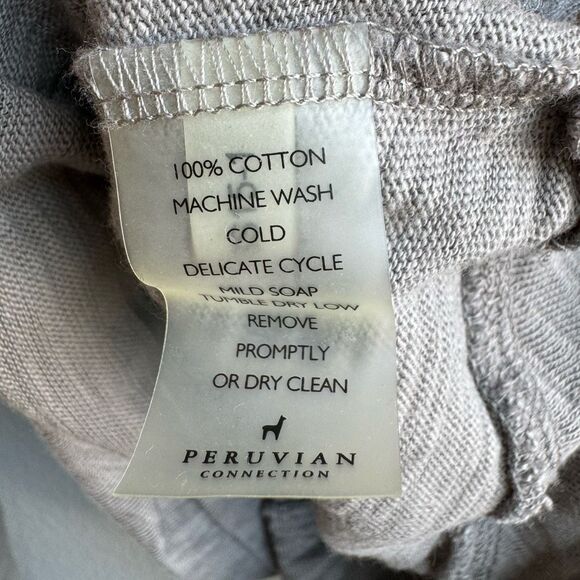 100% COTTON
MACHINE WASH
COLD
DELICATE CYCLE
MILD SOAP
TUMBLE DRY LOW
REMOVE
PROMPTLY
OR DRY CLEAN
PERUVIAN
CONNECTION